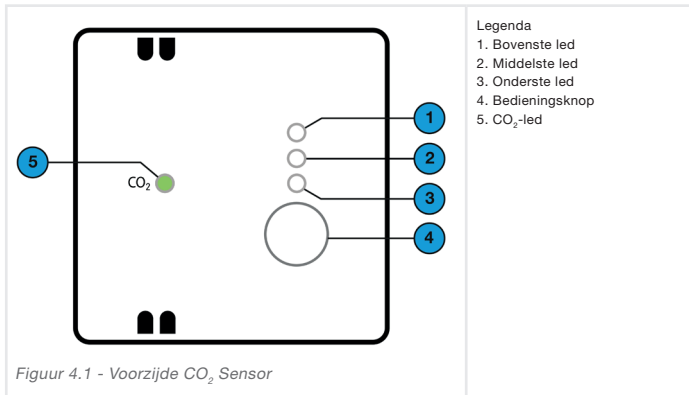 1
2
3
4
5
CO₂
Figuur 4.1 - Voorzijde CO₂ Sensor
Legenda
1. Bovenste led
2. Middelste led
3. Onderste led
4. Bedieningsknop
5. CO₂-led